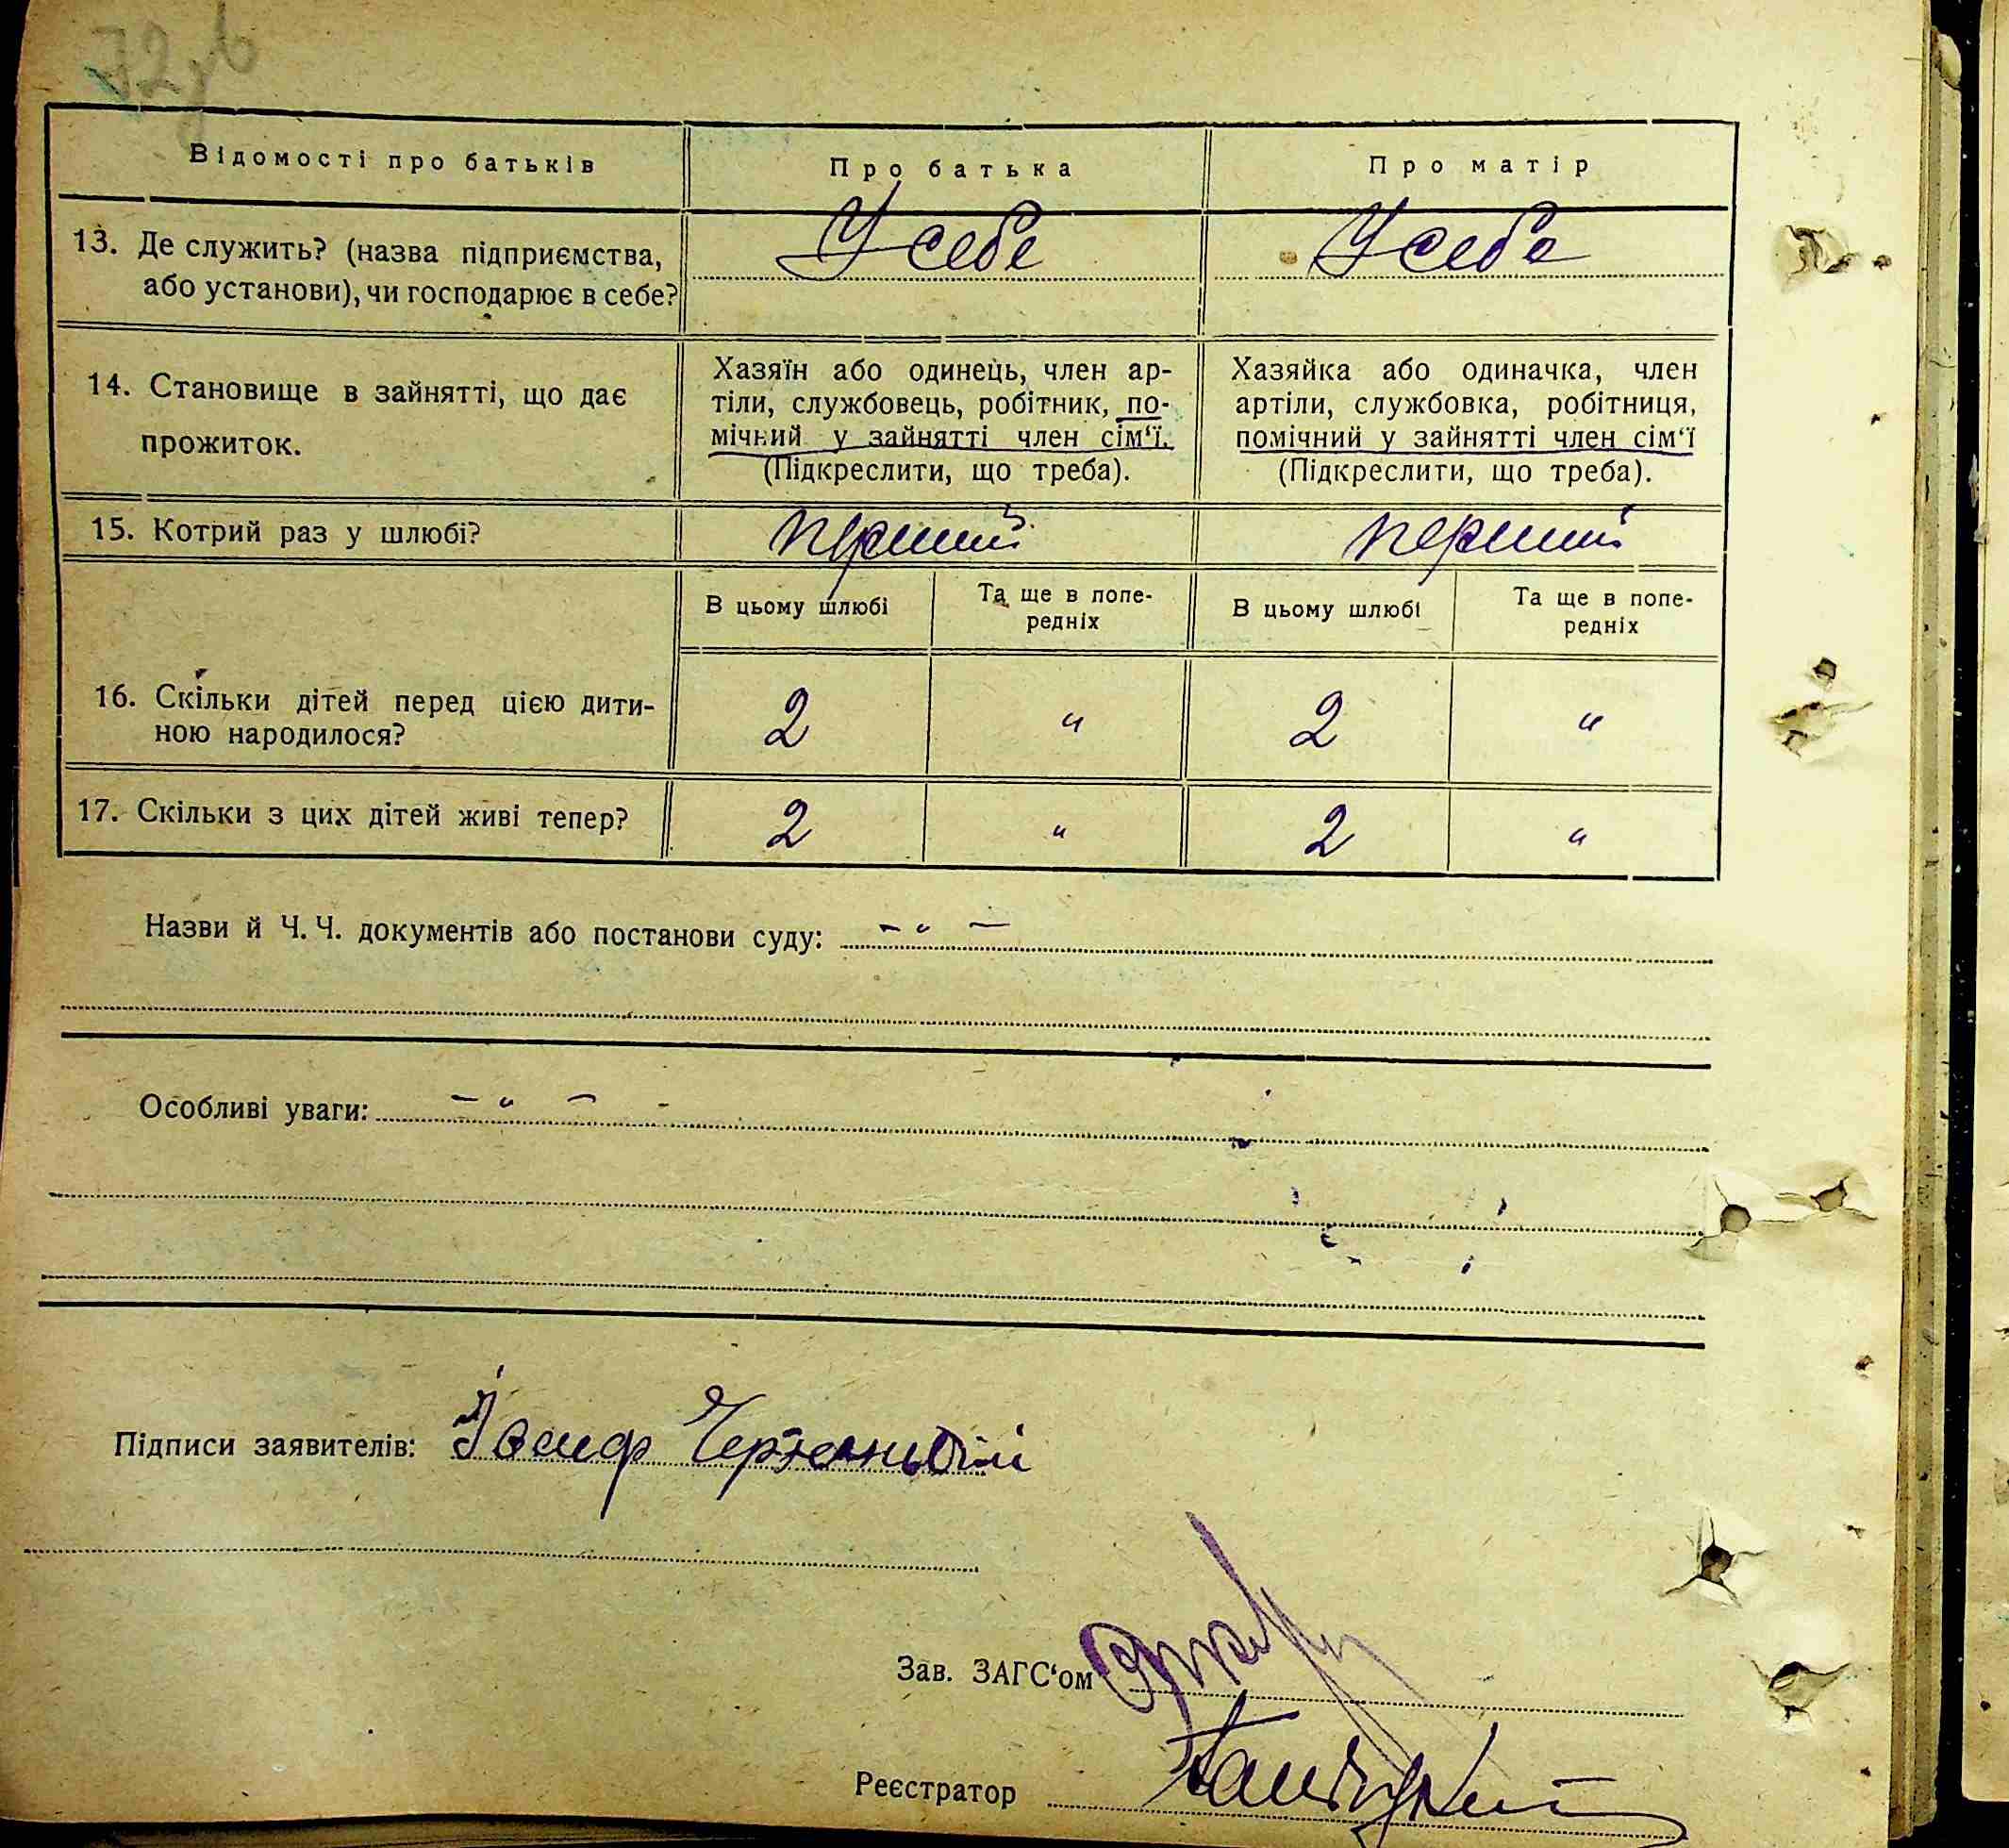 72зв
Відомості про батьків Про батька Про матір
13. Де служить? (назва підприємства, У себе У себе
або установи), чи господарює в себе?
14. Становище в зайнятті, що дає прожиток.
Хазяїн або одинець, член ар-
тіли, службовець, робітник, по-
мічний у зайнятті член сім‘ї.
(Підкреслити, що треба).
Хазяйка або одиначка, член
артіли, службовка, робітниця,
помічний у зайнятті член сім‘ї
(Підкреслити, що треба).
15. Котрий раз у шлюбі? перший перший
В цьому шлюбі Та ще в попе-
редніх В цьому шлюбі Та ще в попе-
редніх
16. Скільки дітей перед цією дити-
ною народилося? 2 " 2 "
17. Скільки з цих дітей живі тепер? 2 " 2 "
Назви й Ч. Ч. документів або постанови суду: - " -
Особливі уваги: - " - -
Підписи заявителів:
Зав. ЗАГС‘ом
Реєстратор